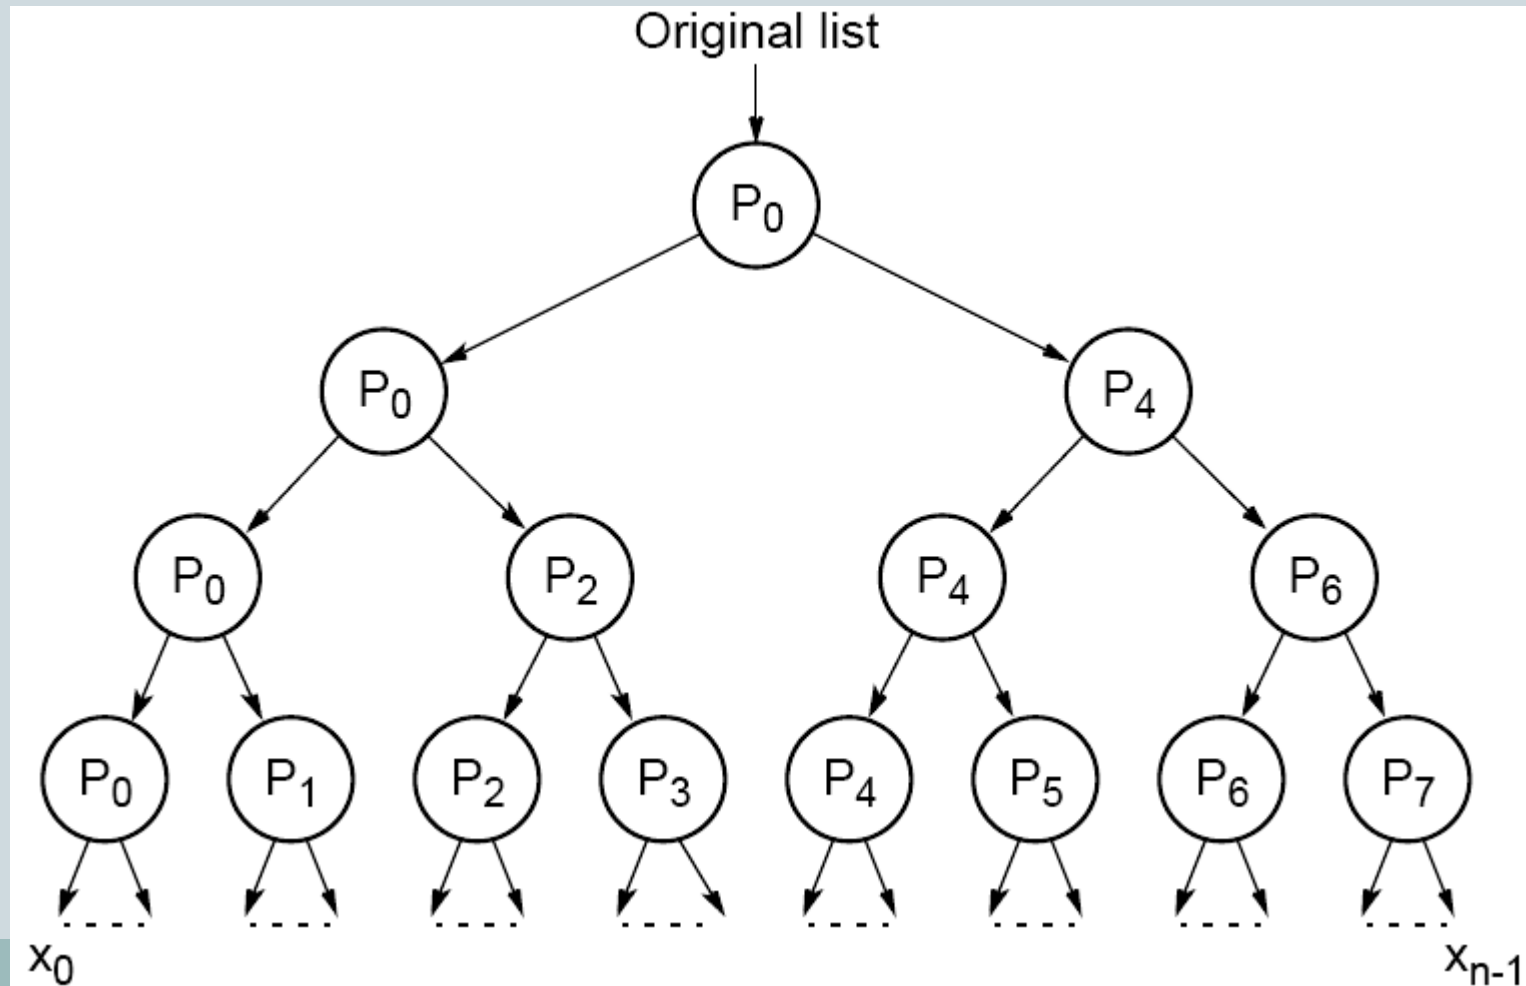 Original list
P0
P0 P4
P0 P2 P4 P6
P0 P1 P2 P3 P4 P5 P6 P7
x0 xn-1